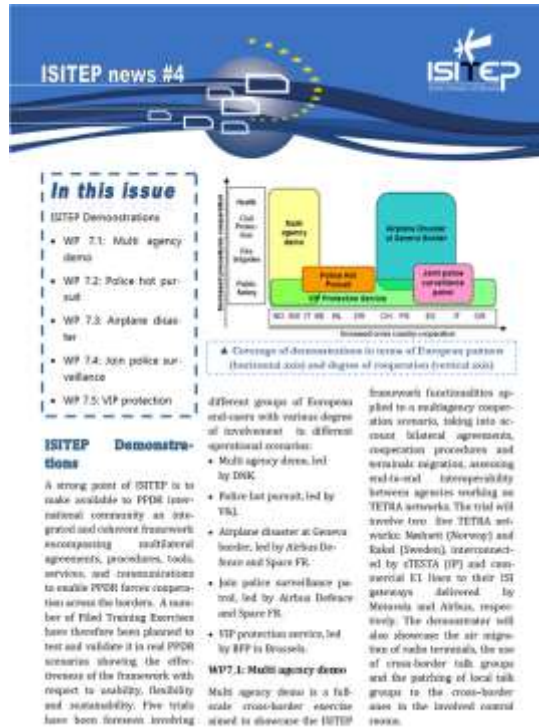 ISITEP news #4
ISITEP
In this issue
ISITEP Demonstrations
• WP 7.1: Multi agency
demo
• WP 7.2: Police hot pur-
suit
• WP 7.3: Airplane disas-
ter
• WP 7.4: Join police sur-
veillance
• WP 7.5: VIP protection
Increased procedures cooperation
Health
Civil
Protec-
tion
Fire
Brigades
Public
Safety
Multi
agency
demo
Airplane Disaster
at Geneva Border
Police Hot
Pursuit
Joint police
surveillance
patrol
VIP Protection Service
Increased cross country cooperation
Coverage of demonstrations in terms of European pattern
(horizontal axis) and degree of cooperation (vertical axis)
ISITEP Demonstra-
tions
A strong point of ISITEP is to
make available to PPDR inter-
national community an inte-
grated and coherent framework
encompassing multilateral
agreements, procedures, tools,
services, and communications
to enable PPDR forces coopera-
tion across the borders. A num-
ber of Filed Training Exercises
have therefore been planned to
test and validate it in real PPDR
scenarios showing the effec-
tiveness of the framework with
respect to usability, flexibility
and sustainability. Five trials
have been foreseen involving
different groups of European
end-users with various degree
of involvement in different
operational scenarios:
• Multi agency demo, led
by DNK
• Police hot pursuit, led by
• Airplane disaster at Geneva
border, led by Airbus De-
fence and Space FR.
• Join police surveillance pa-
trol, led by Airbus Defence
and Space FR.
• VIP protection service, led
by BFP in Brussels.
WP7.1: Multi agency demo
Multi agency demo is a full-
scale cross-border exercise
aimed to showcase the ISITEP
framework functionalities ap-
plied to a multiagency cooper-
ation scenario, taking into ac-
count bilateral agreements,
cooperation procedures and
terminals migration, assessing
end-to-end interoperability
between agencies working on
TETRA networks. The trial will
involve two live TETRA net-
works: Nødnett (Norway) and
Rakel (Sweden), interconnect-
ed by sTESTA (IP) and com-
mercial E1 lines to their ISI
gateways delivered by
Motorola and Airbus, respec-
tively. The demonstrator will
also showcase the air migra-
tion of radio terminals, the use
of cross-border talk groups
and the patching of local talk
groups to the cross-border
ones in the involved control
rooms.